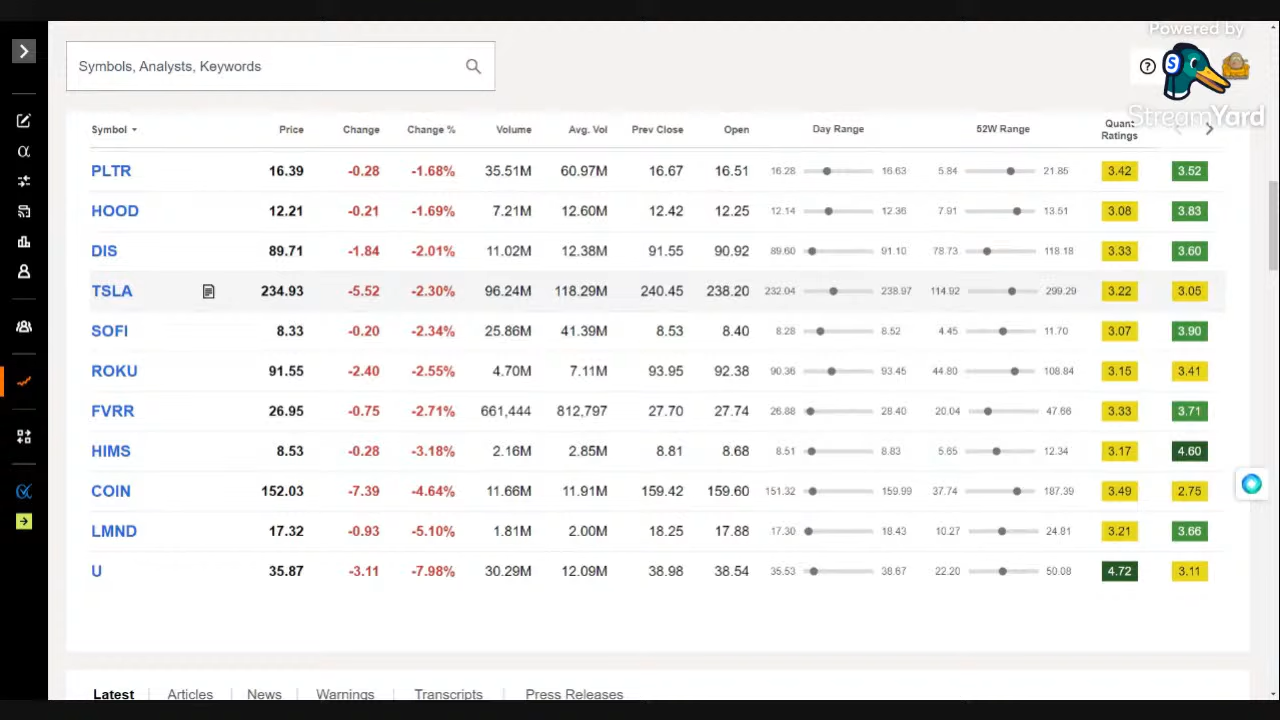 Powered by
Symbols, Analysts, Keywords
StreamYard
Symbol Price Change Change % Volume Avg. Vol Prev Close Open Day Range 52W Range Quant Ratings
PLTR 16.39 -0.28 -1.68% 35.51M 60.97M 16.67 16.51 16.28 16.63 5.84 21.85 3.42 3.52
HOOD 12.21 -0.21 -1.69% 7.21M 12.60M 12.42 12.25 12.14 12.36 7.91 13.51 3.08 3.83
DIS 89.71 -1.84 -2.01% 11.02M 12.38M 91.55 90.92 89.60 91.10 78.73 118.18 3.33 3.60
TSLA 234.93 -5.52 -2.30% 96.24M 118.29M 240.45 238.20 232.04 238.97 114.92 299.29 3.22 3.05
SOFI 8.33 -0.20 -2.34% 25.86M 41.39M 8.53 8.40 8.28 8.52 4.45 11.70 3.07 3.90
ROKU 91.55 -2.40 -2.55% 4.70M 7.11M 93.95 92.38 90.36 93.45 44.80 108.84 3.15 3.41
FVRR 26.95 -0.75 -2.71% 661,444 812,797 27.70 27.74 26.88 28.40 20.04 47.66 3.33 3.71
HIMS 8.53 -0.28 -3.18% 2.16M 2.85M 8.81 8.68 8.51 8.83 5.65 12.34 3.17 4.60
COIN 152.03 -7.39 -4.64% 11.66M 11.91M 159.42 159.60 151.32 159.99 37.74 187.39 3.49 2.75
LMND 17.32 -0.93 -5.10% 1.81M 2.00M 18.25 17.88 17.30 18.43 10.27 24.81 3.21 3.66
U 35.87 -3.11 -7.98% 30.29M 12.09M 38.98 38.54 35.53 38.67 22.20 50.08 4.72 3.11
Latest Articles News Warnings Transcripts Press Releases